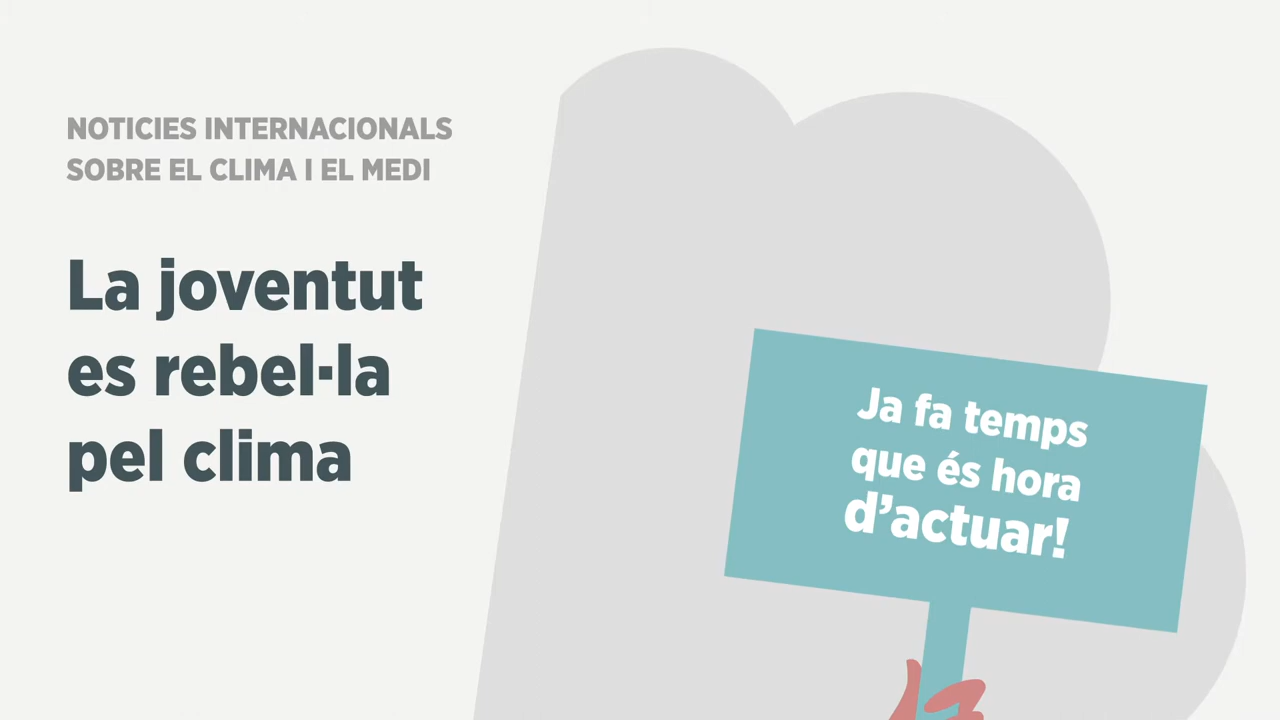 NOTICIES INTERNACIONALS
SOBRE EL CLIMA I EL MEDI
La joventut
es rebel·la
pel clima
Ja fa temps
que és hora
d’actuar!